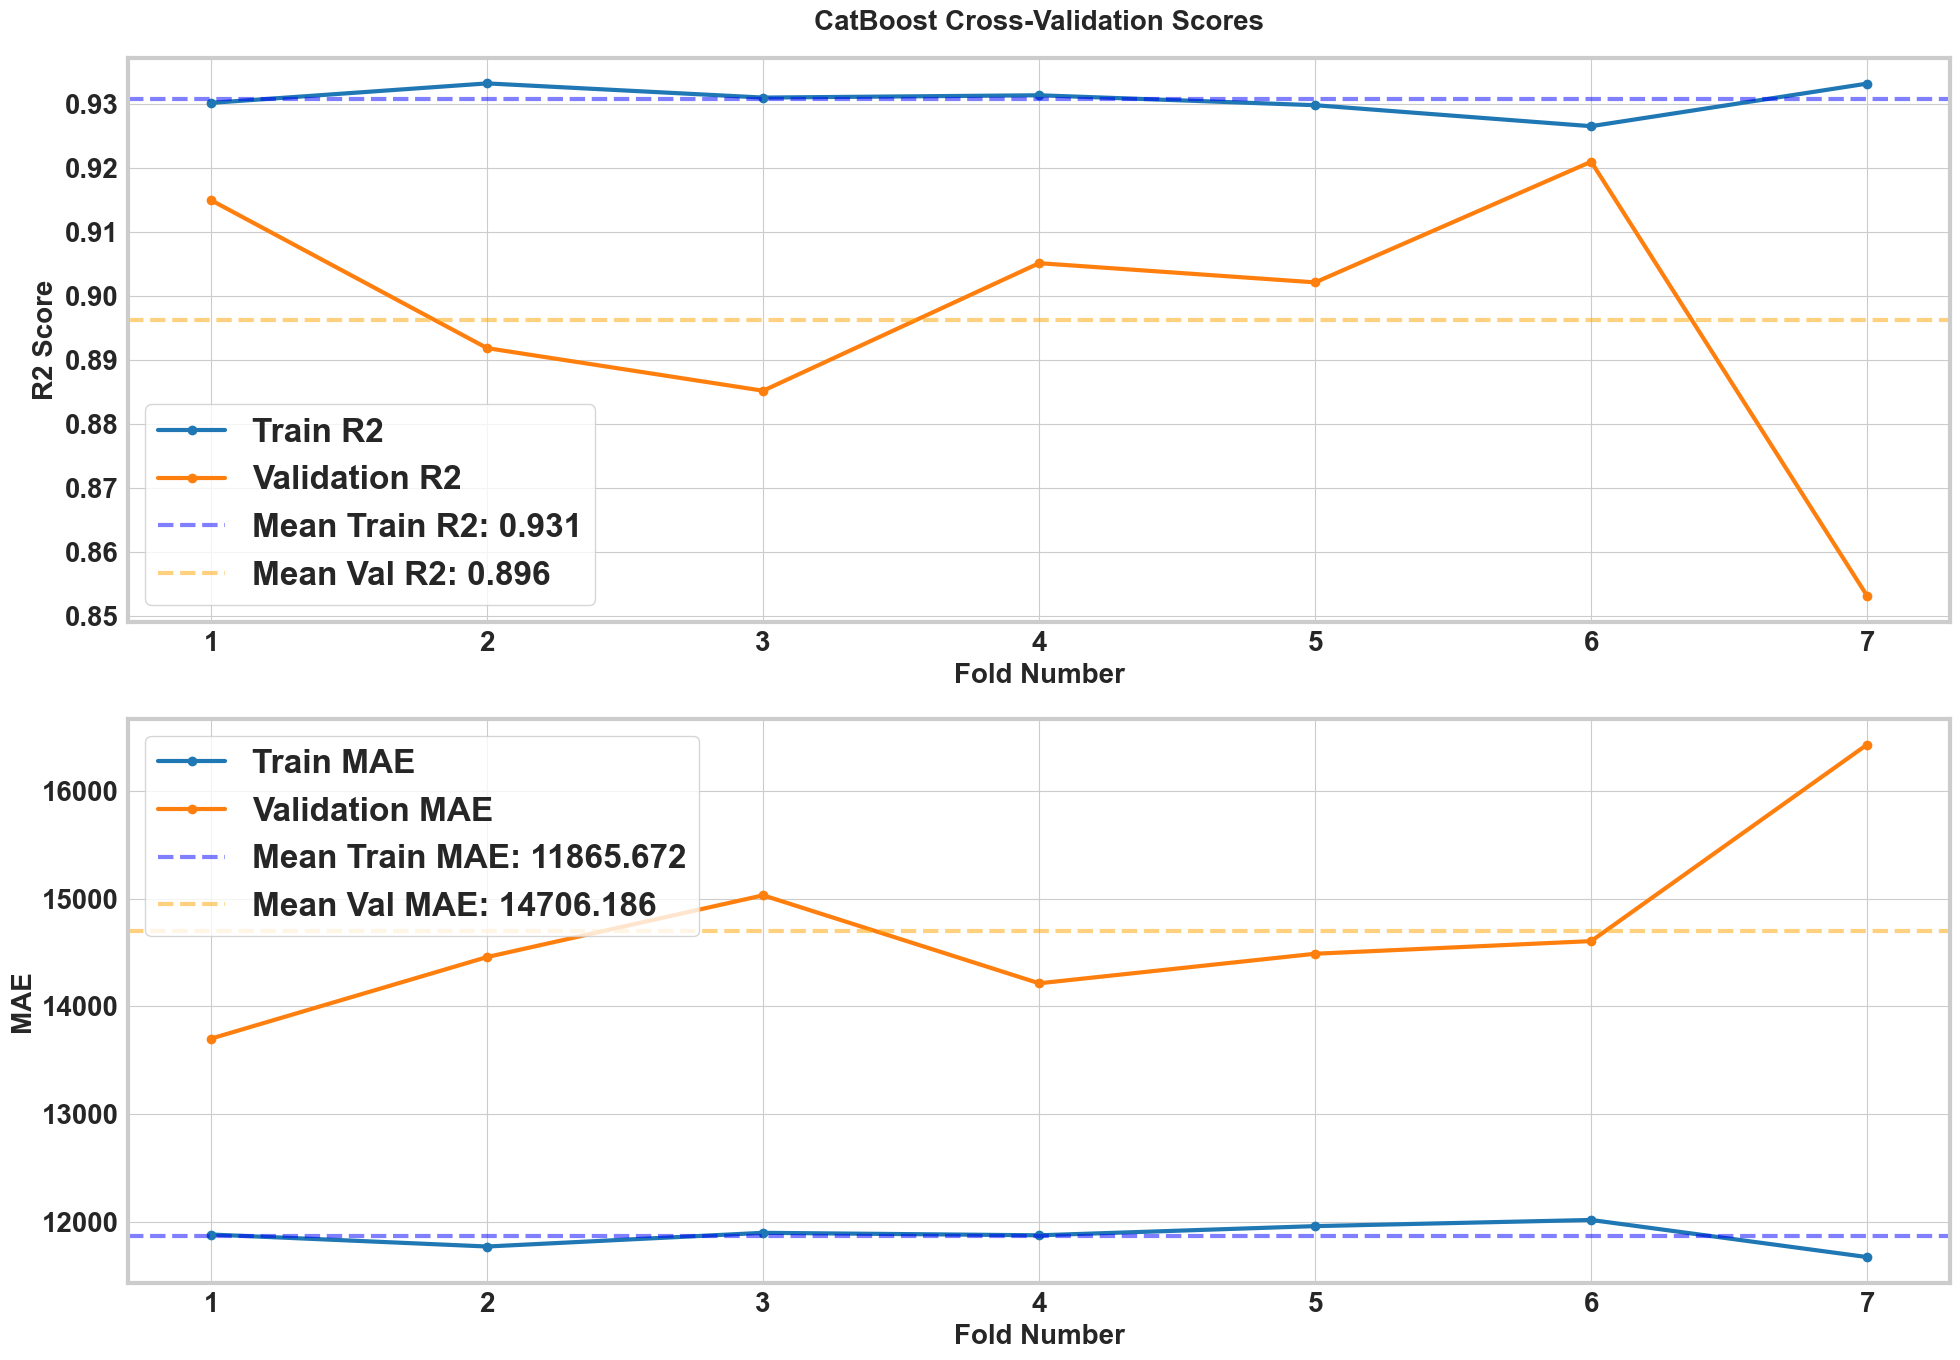 CatBoost Cross-Validation Scores
0.93
0.92
0.91
0.90
0.89
0.88
0.87
0.86
0.85
R2 Score
Train R2
Validation R2
Mean Train R2: 0.931
Mean Val R2: 0.896
1 2 3 4 5 6 7
Fold Number
16000
15000
14000
13000
12000
MAE
Train MAE
Validation MAE
Mean Train MAE: 11865.672
Mean Val MAE: 14706.186
1 2 3 4 5 6 7
Fold Number